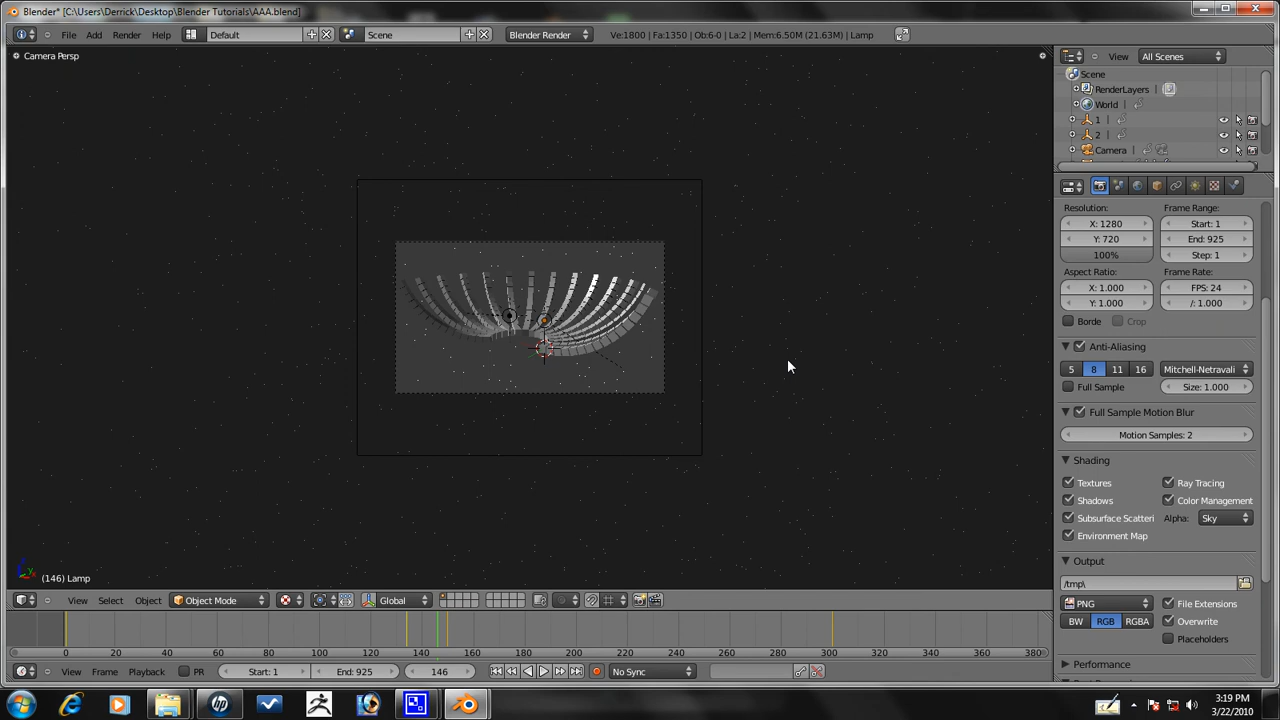 Blender* [C:\Users\Derrick\Desktop\Blender Tutorials\AAA.blend]
File Add Render Help Default Scene Blender Render Ve:1800 | Fa:1350 | Ob:6-0 | La:2 | Mem:6.50M (21.63M) | Lamp
Camera Persp
View All Scenes
Scene
RenderLayers
World
1
2
Camera
Resolution: Frame Range:
X: 1280 Start: 1
Y: 720 End: 925
100% Step: 1
Aspect Ratio: Frame Rate:
X: 1.000 FPS: 24
Y: 1.000 /: 1.000
Borde Crop
Anti-Aliasing
5 8 11 16 Mitchell-Netravali
Full Sample Size: 1.000
Full Sample Motion Blur
Motion Samples: 2
Shading
Textures Ray Tracing
Shadows Color Management
Subsurface Scatteri Alpha: Sky
Environment Map
Output
/tmp\
PNG File Extensions
BW RGB RGBA Overwrite
Placeholders
Performance
(146) Lamp
View Select Object Object Mode Global
0 20 40 60 80 100 120 140 160 180 200 220 240 260 280 300 320 340 360 380
View Frame Playback PR Start: 1 End: 925 146 No Sync
3:19 PM
3/22/2010